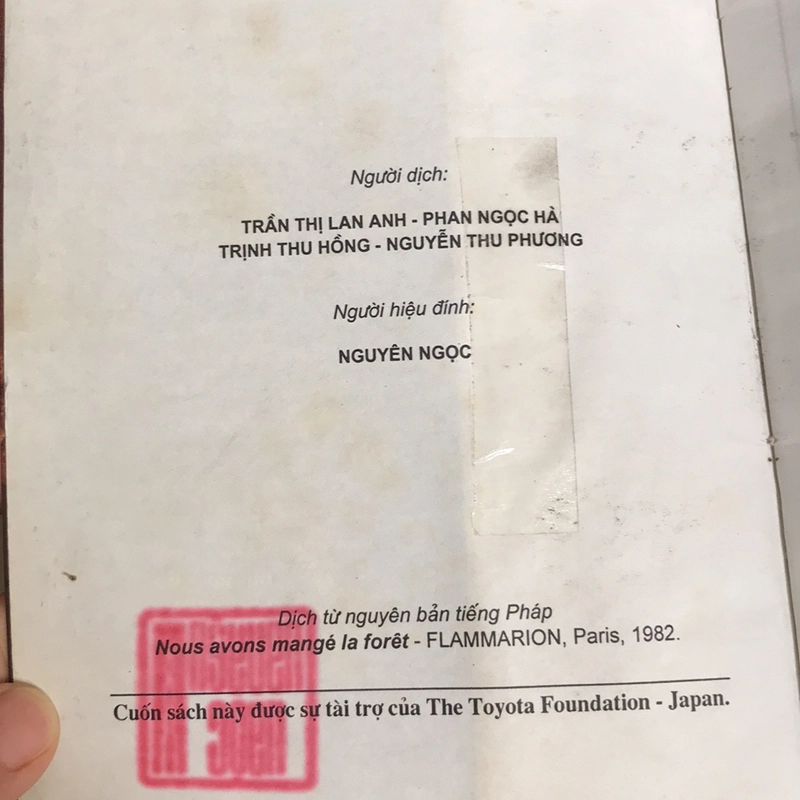 Người dịch:
TRẦN THỊ LAN ANH - PHAN NGỌC HÀ
TRỊNH THU HỒNG - NGUYỄN THU PHƯƠNG
Người hiệu đính:
NGUYÊN NGỌC
Dịch từ nguyên bản tiếng Pháp
Nous avons mangé la forêt - FLAMMARION, Paris, 1982.
Cuốn sách này được sự tài trợ của The Toyota Foundation - Japan.